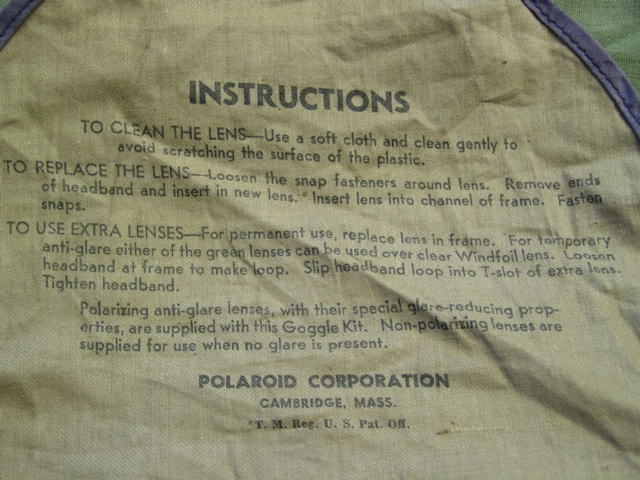 INSTRUCTIONS
TO CLEAN THE LENS—Use a soft cloth and clean gently to
avoid scratching the surface of the plastic.
TO REPLACE THE LENS—Loosen the snap fasteners around lens. Remove ends
of headband and insert in new lens. Insert lens into channel of frame. Fasten
snaps.
TO USE EXTRA LENSES—For permanent use, replace lens in frame. For temporary
anti-glare either of the green lenses can be used over clear Windfoil lens. Loosen
headband at frame to make loop. Slip headband loop into T-slot of extra lens.
Tighten headband.
Polarizing anti-glare lenses, with their special glare-reducing prop-
erties, are supplied with this Goggle Kit. Non-polarizing lenses are
supplied for use when no glare is present.
POLAROID CORPORATION
CAMBRIDGE, MASS.
*T. M. Reg. U. S. Pat. Off.